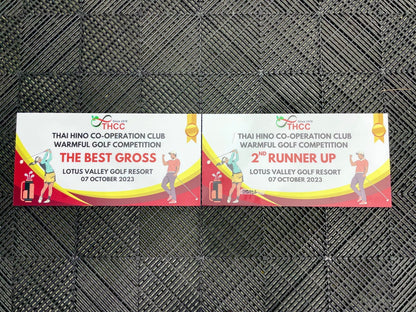 THCC
THAI HINO CO-OPERATION CLUB
WARMFUL GOLF COMPETITION
THE BEST GROSS
LOTUS VALLEY GOLF RESORT
07 OCTOBER 2023
THCC
THAI HINO CO-OPERATION CLUB
WARMFUL GOLF COMPETITION
2ND RUNNER UP
LOTUS VALLEY GOLF RESORT
07 OCTOBER 2023